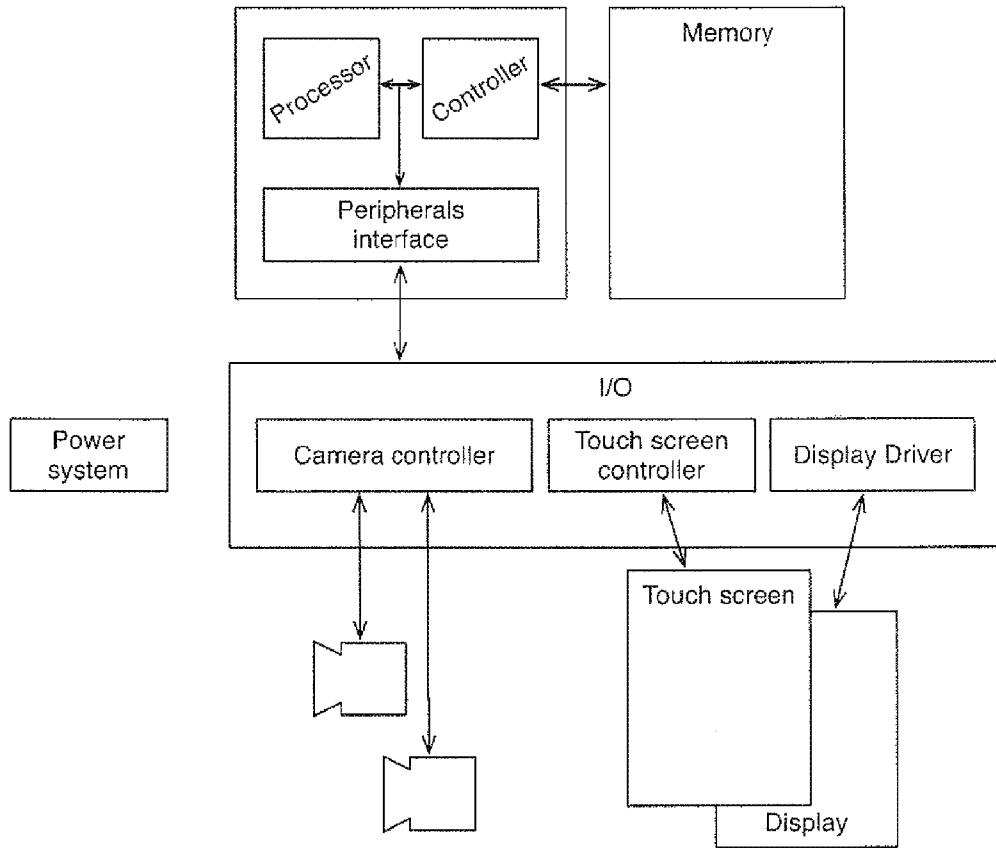 Processor
Controller
Memory
Peripherals
interface
I/O
Power
system
Camera controller
Touch screen
controller
Display Driver
Touch screen
Display